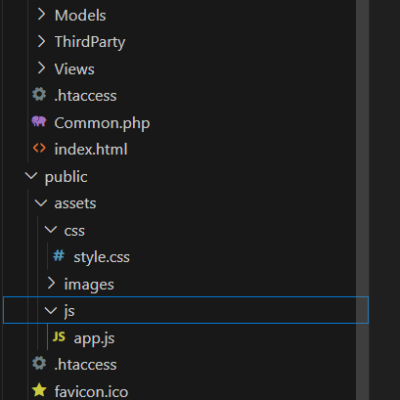 Models
ThirdParty
Views
.htaccess
Common.php
index.html
public
assets
css
# style.css
images
js
JS app.js
.htaccess
favicon.ico